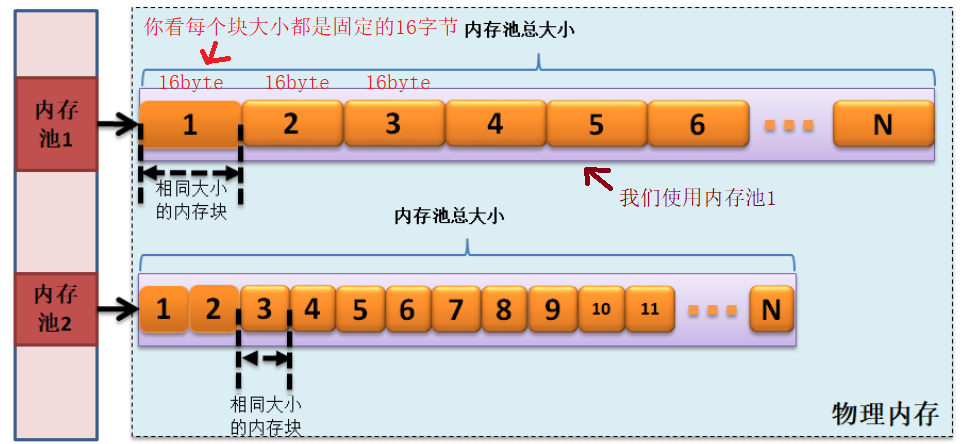 你看每个块大小都是固定的16字节
内存池总大小
16byte 16byte 16byte
内存
池1
1 2 3 4 5 6 N
相同大小
的内存块
我们使用内存池1
内存池总大小
内存
池2
1 2 3 4 5 6 7 8 9 10 11 N
相同大小
的内存块
物理内存